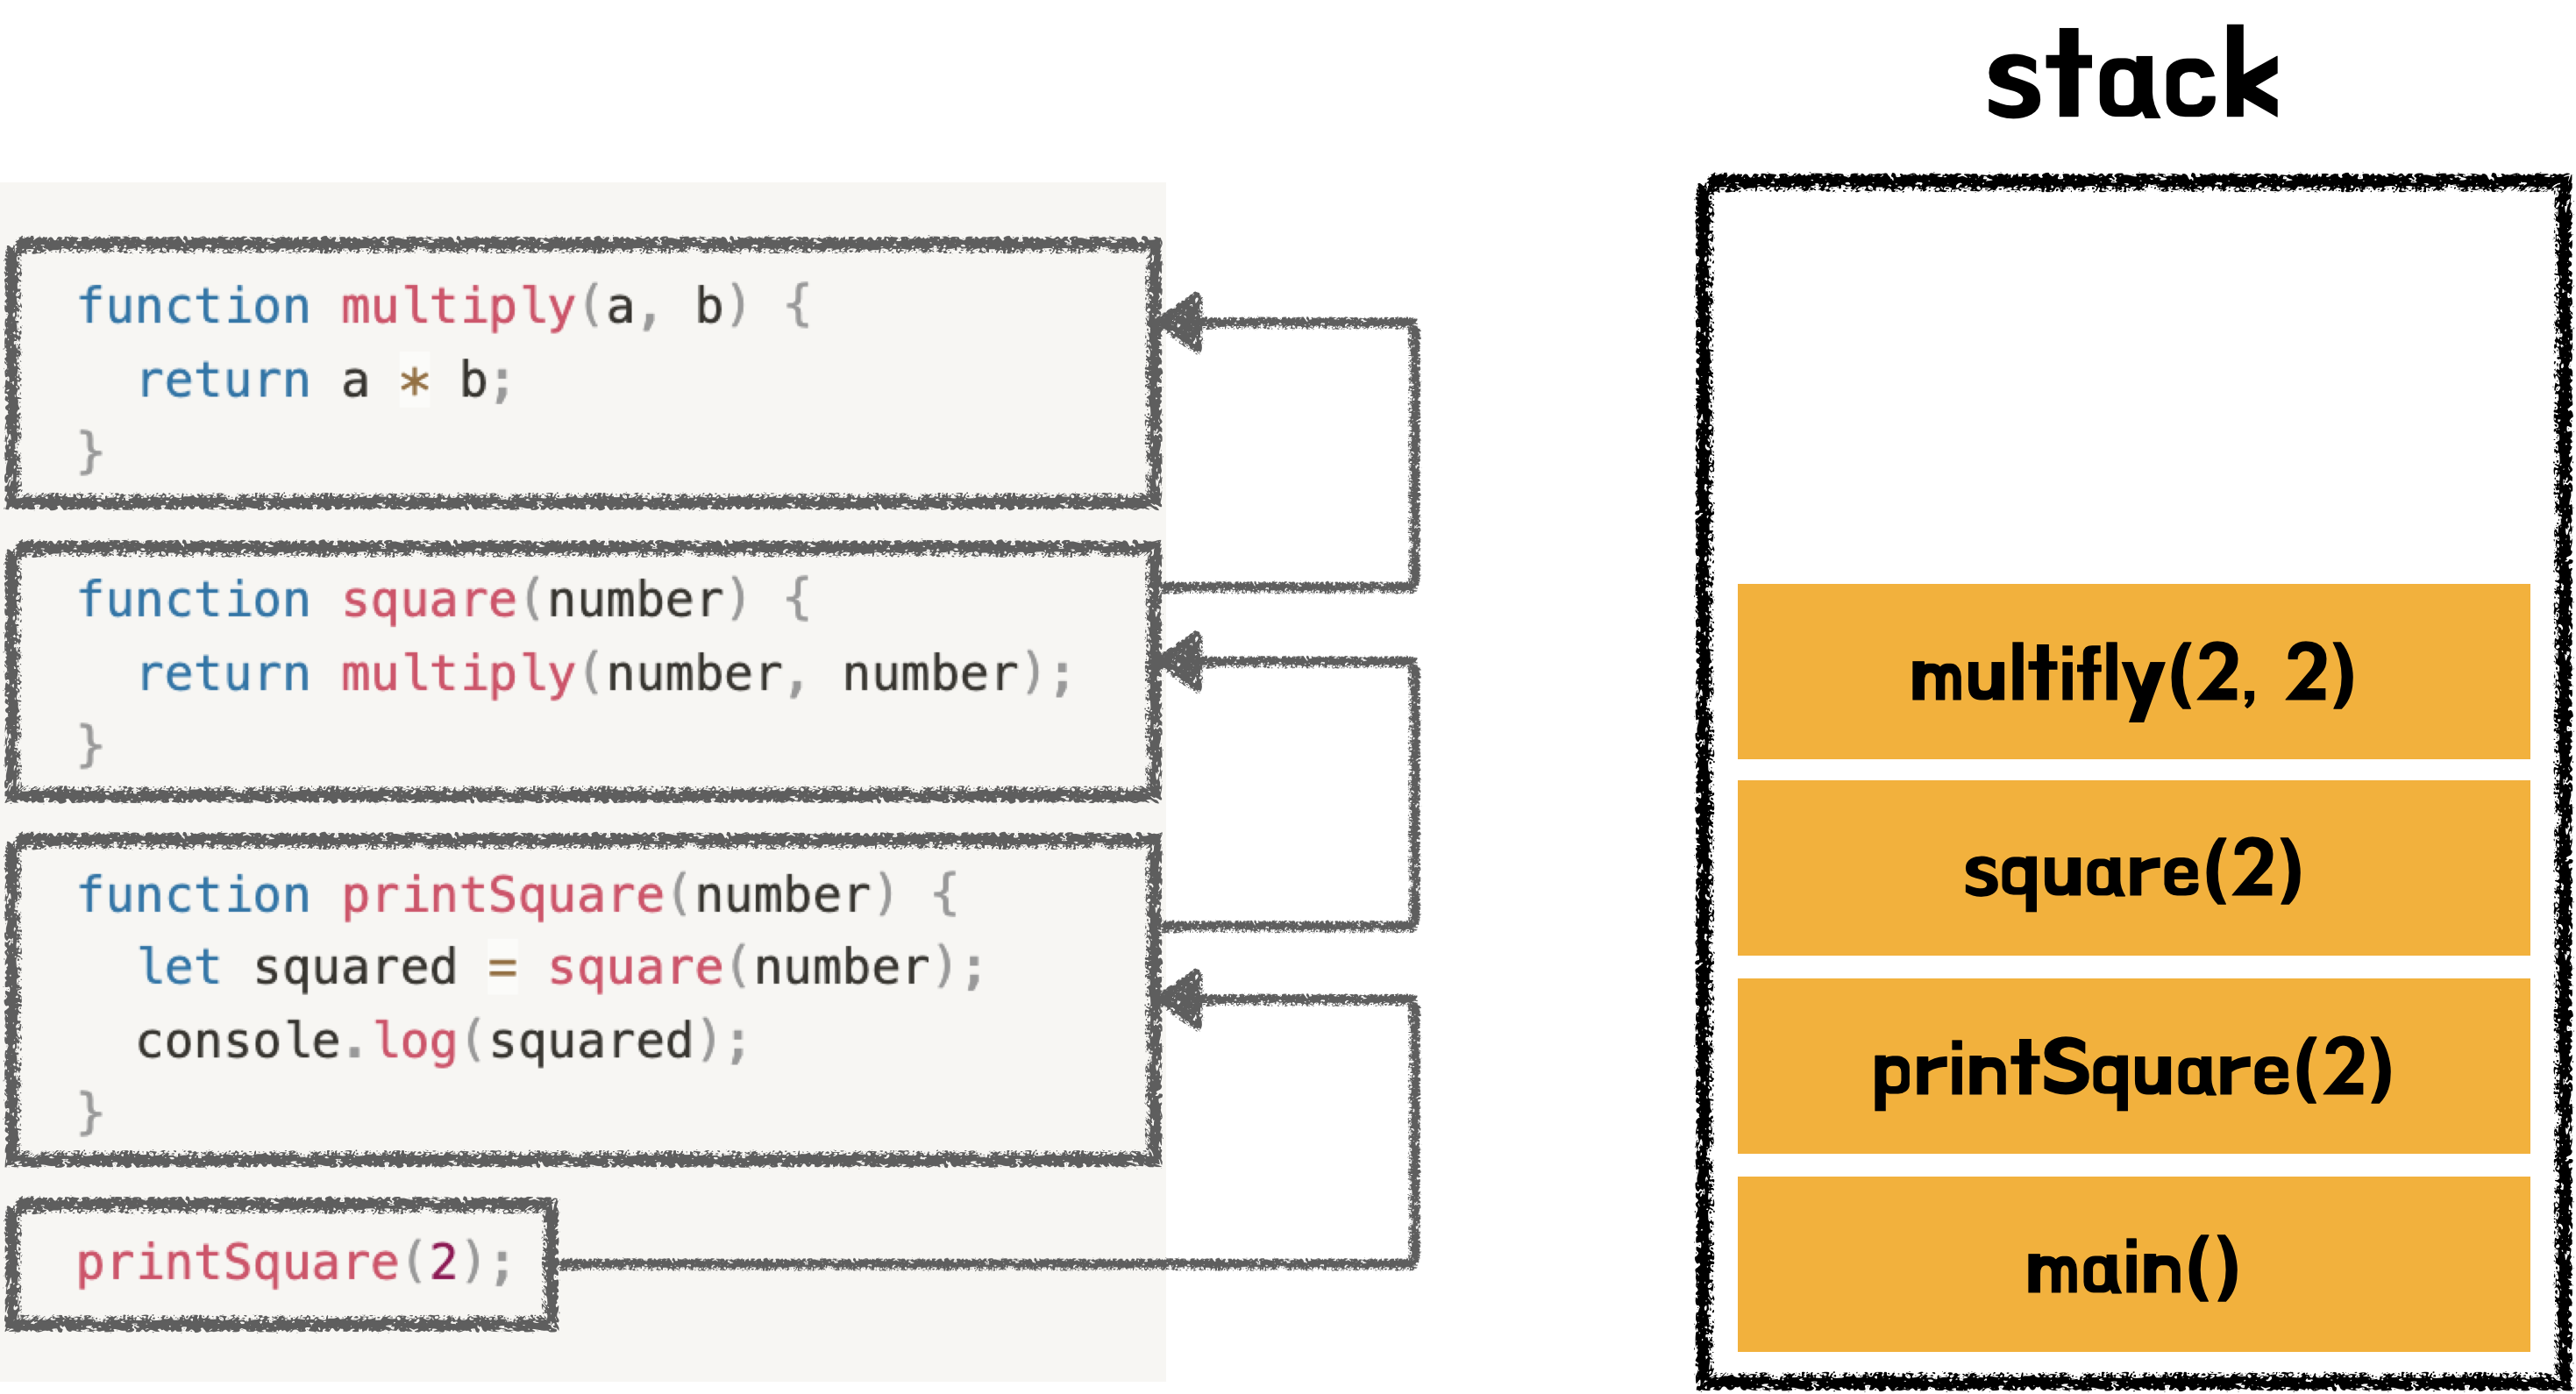 stack
function multiply(a, b) {
  return a * b;
}
function square(number) {
  return multiply(number, number);
}
function printSquare(number) {
  let squared = square(number);
  console.log(squared);
}
printSquare(2);
multifly(2, 2)
square(2)
printSquare(2)
main()